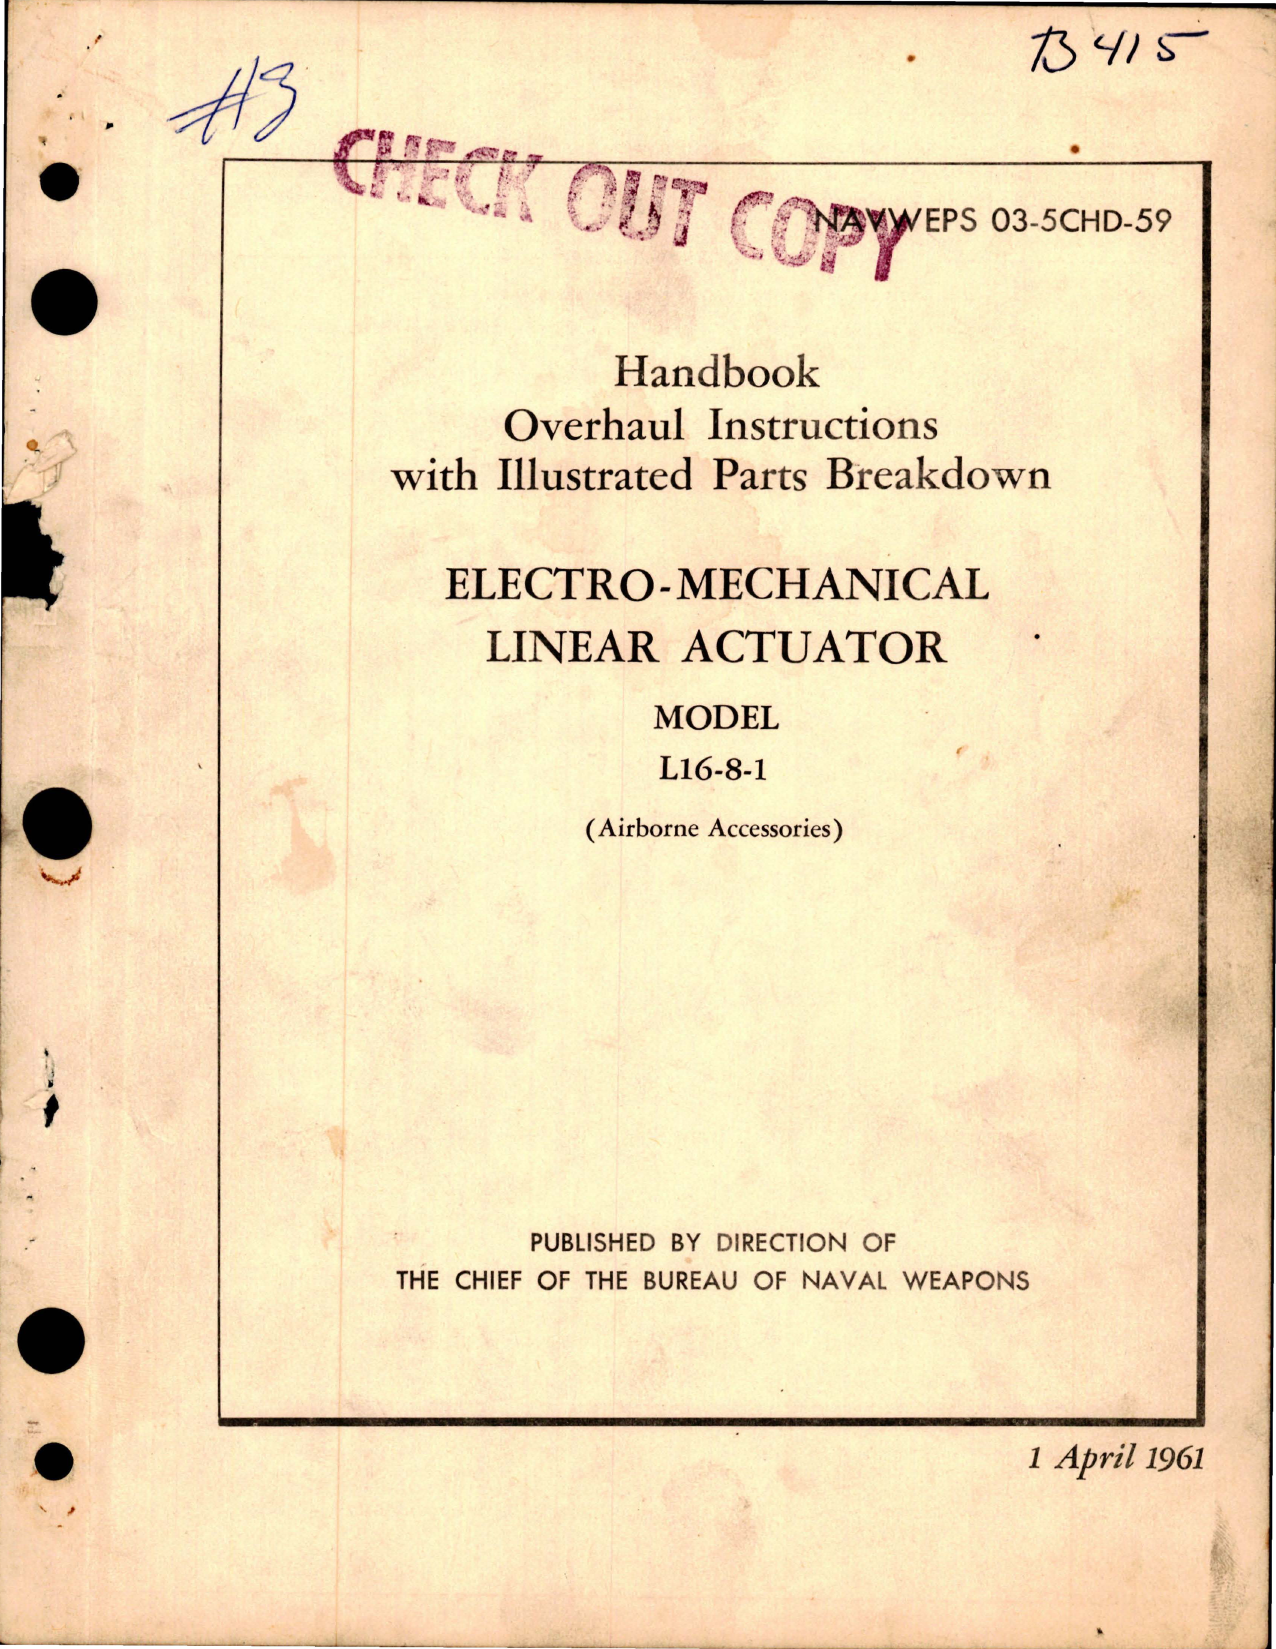 B415
#3
CHECK OUT COPY
NAVWEPS 03-5CHD-59
Handbook
Overhaul Instructions
with Illustrated Parts Breakdown
ELECTRO-MECHANICAL
LINEAR ACTUATOR
MODEL
L16-8-1
(Airborne Accessories)
PUBLISHED BY DIRECTION OF
THE CHIEF OF THE BUREAU OF NAVAL WEAPONS
1 April 1961